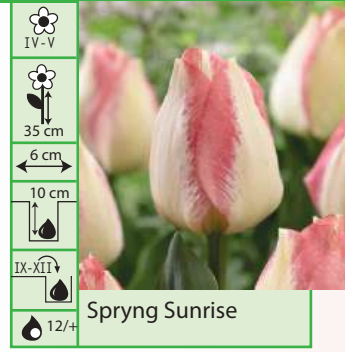 IV-V
35 cm
6 cm
10 cm
IX-XII
12/+
Spryng Sunrise